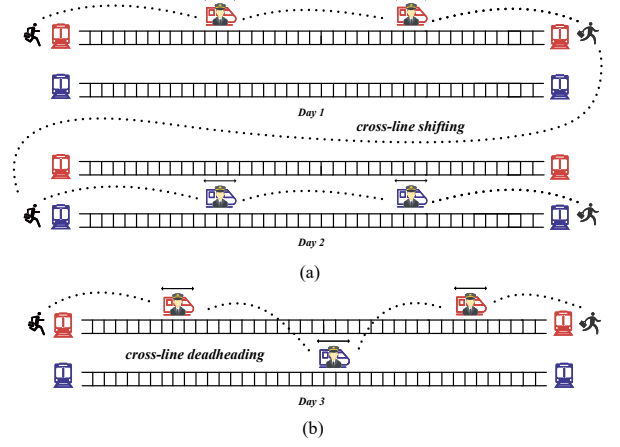 Day 1
cross-line shifting
Day 2
(a)
cross-line deadheading
Day 3
(b)